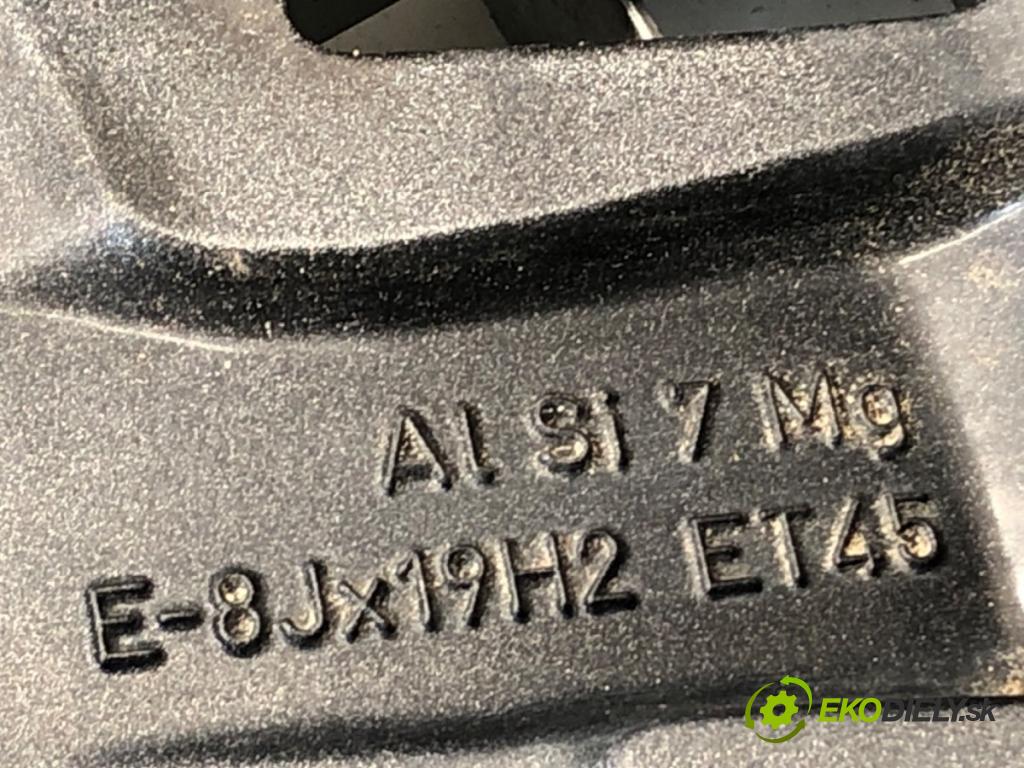 Al Si 7 Mg
E-8Jx19H2 ET45
EKODIELY.SK